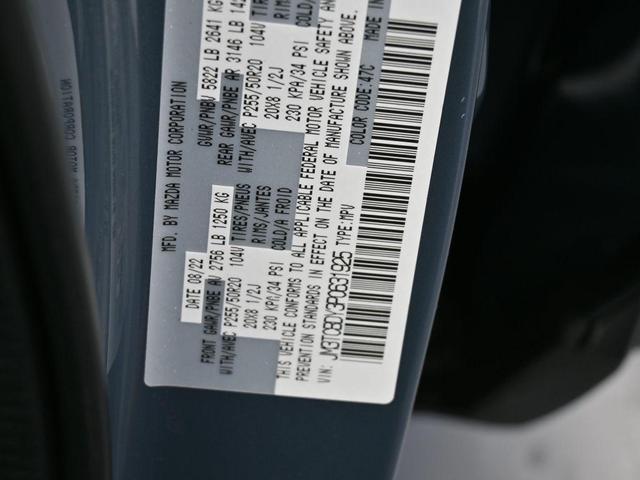 MFD. BY MAZDA MOTOR CORPORATION
DATE 08/22 GVWR/PNBV 5822 LB 2641 KG
FRONT GAWR/PNBE AV 2756 LB 1250 KG REAR GAWR/PNBE AR 3146 LB
WITH/AVEC P255/50R20 104V TIRES/PNEUS WITH/AVEC P255/50R20 104V TIRES
20X8 1/2J RIMS/JANTES 20X8 1/2J RIMS
230 KPA/34 PSI COLD/A FROID 230 KPA/34 PSI COLD/A
THIS VEHICLE CONFORMS TO ALL APPLICABLE FEDERAL MOTOR VEHICLE SAFETY AND
STANDARDS IN EFFECT ON THE DATE OF MANUFACTURE SHOWN ABOVE.
VIN: JM3TCBDY3P0631925 TYPE: MPV COLOR CODE: 47C